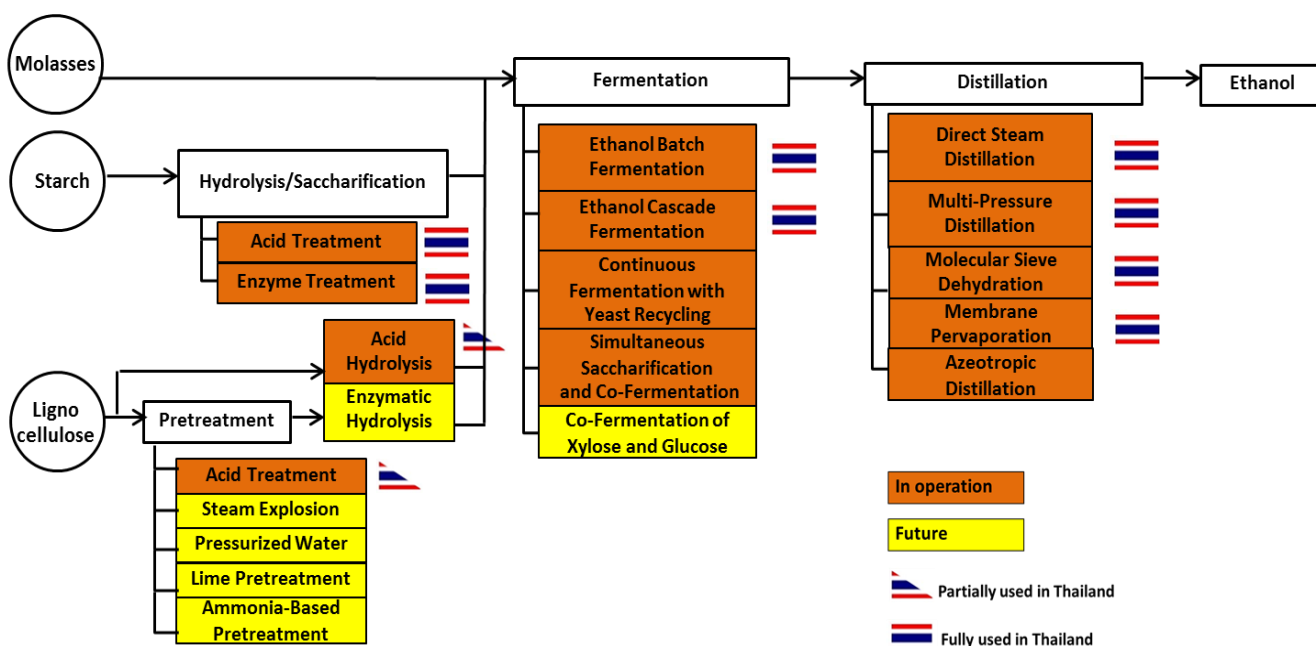 Molasses
Starch
Ligno
cellulose
Hydrolysis/Saccharification
Acid Treatment
Enzyme Treatment
Acid
Hydrolysis
Enzymatic
Hydrolysis
Pretreatment
Acid Treatment
Steam Explosion
Pressurized Water
Lime Pretreatment
Ammonia-Based
Pretreatment
Fermentation
Ethanol Batch
Fermentation
Ethanol Cascade
Fermentation
Continuous
Fermentation with
Yeast Recycling
Simultaneous
Saccharification
and Co-Fermentation
Co-Fermentation of
Xylose and Glucose
Distillation
Direct Steam
Distillation
Multi-Pressure
Distillation
Molecular Sieve
Dehydration
Membrane
Pervaporation
Azeotropic
Distillation
Ethanol
In operation
Future
Partially used in Thailand
Fully used in Thailand